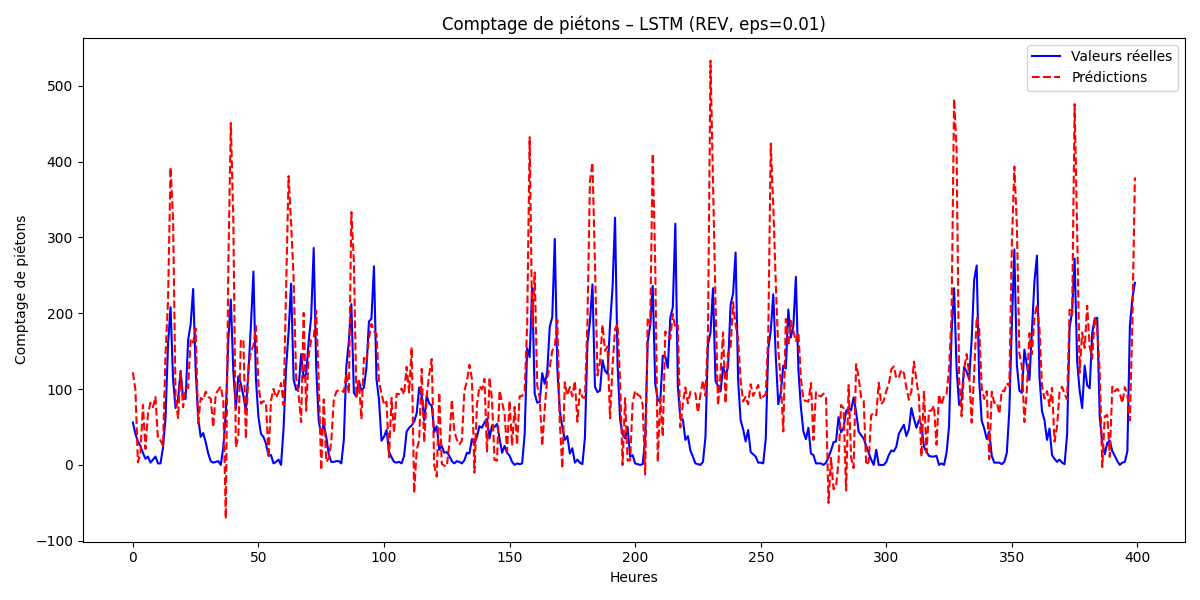 Comptage de piétons – LSTM (REV, eps=0.01)
Valeurs réelles
Prédictions
Comptage de piétons
500
400
300
200
100
0
−100
0 50 100 150 200 250 300 350 400
Heures